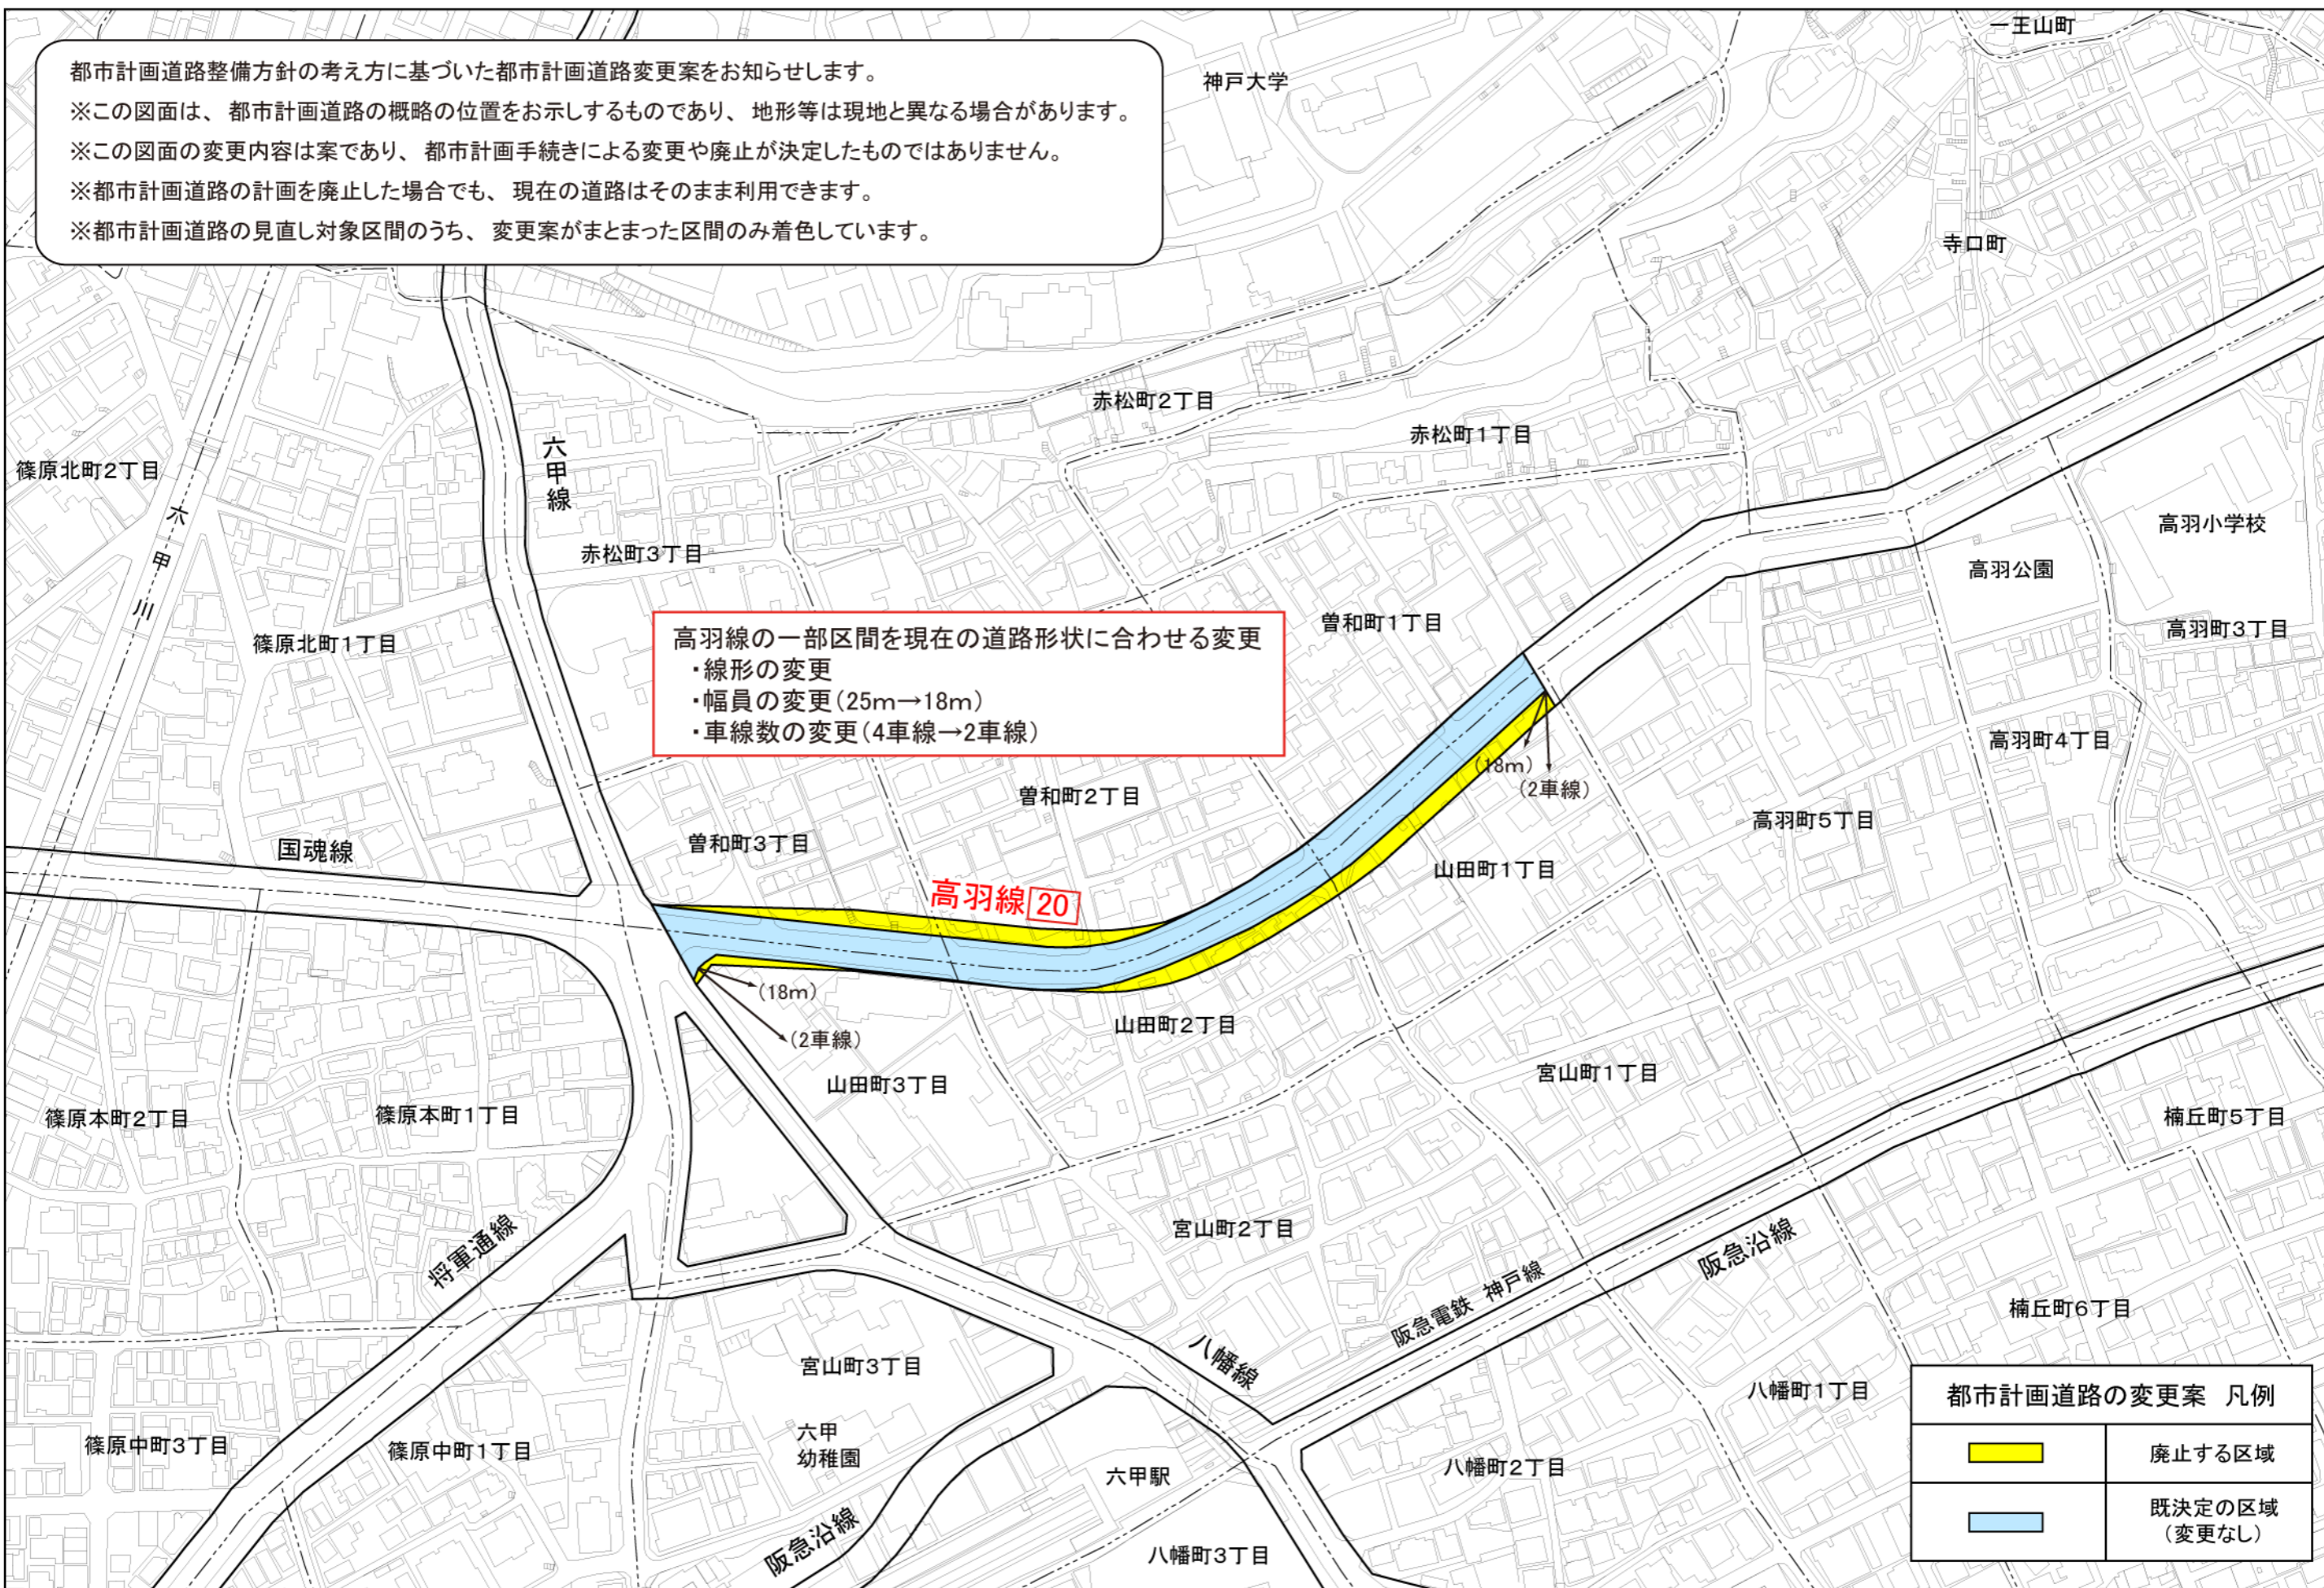 都市計画道路整備方針の考え方に基づいた都市計画道路変更案をお知らせします。
※この図面は、都市計画道路の概略の位置をお示しするものであり、地形等は現地と異なる場合があります。
※この図面の変更内容は案であり、都市計画手続きによる変更や廃止が決定したものではありません。
※都市計画道路の計画を廃止した場合でも、現在の道路はそのまま利用できます。
※都市計画道路の見直し対象区間のうち、変更案がまとまった区間のみ着色しています。
一王山町
神戸大学
寺口町
赤松町2丁目
赤松町1丁目
六甲線
篠原北町2丁目
六甲川
高羽小学校
赤松町3丁目
高羽公園
曽和町1丁目
高羽町3丁目
篠原北町1丁目
高羽線の一部区間を現在の道路形状に合わせる変更
・線形の変更
・幅員の変更(25m→18m)
・車線数の変更(4車線→2車線)
高羽町4丁目
(18m)
(2車線)
曽和町2丁目
高羽町5丁目
曽和町3丁目
国魂線
山田町1丁目
高羽線 20
(18m)
(2車線)
山田町2丁目
宮山町1丁目
山田町3丁目
篠原本町2丁目
篠原本町1丁目
楠丘町5丁目
宮山町2丁目
将軍通線
阪急沿線
阪急電鉄 神戸線
楠丘町6丁目
八幡線
宮山町3丁目
八幡町1丁目
篠原中町3丁目
篠原中町1丁目
六甲
幼稚園
六甲駅
八幡町2丁目
阪急沿線
八幡町3丁目
都市計画道路の変更案 凡例
廃止する区域
既決定の区域
(変更なし)